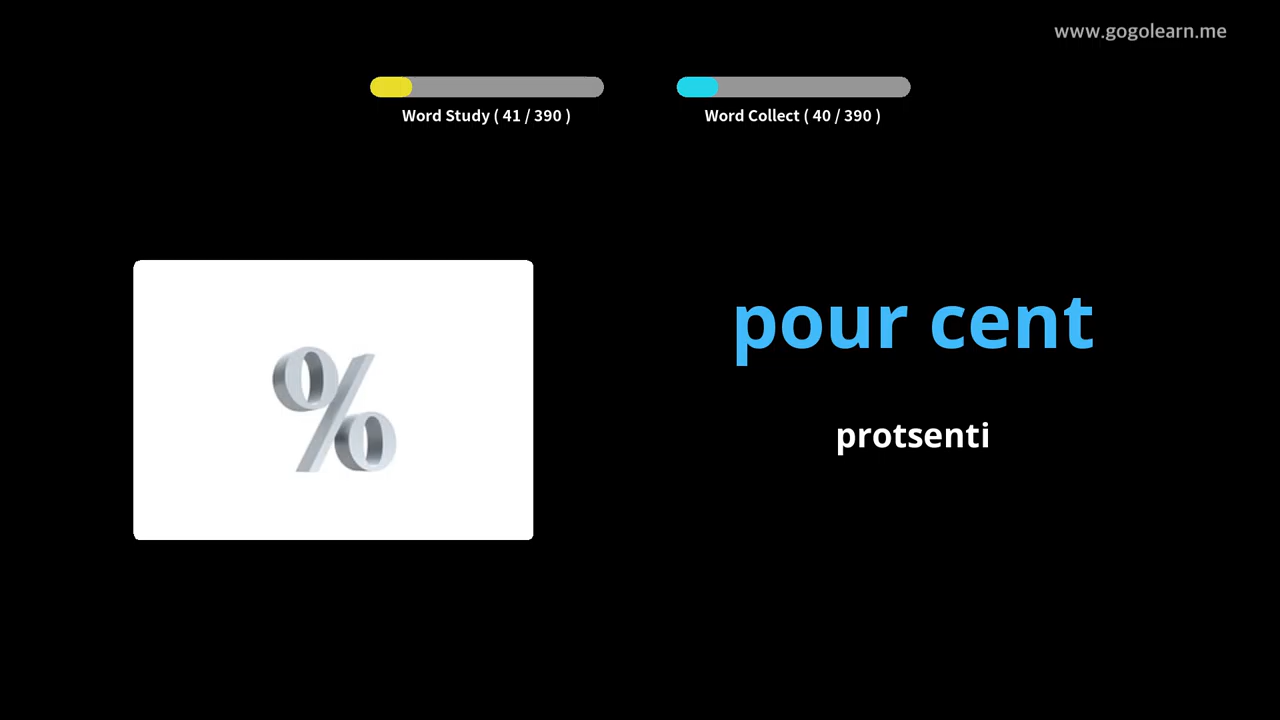 www.gogolearn.me
Word Study ( 41 / 390 )
Word Collect ( 40 / 390 )
%
pour cent
protsenti